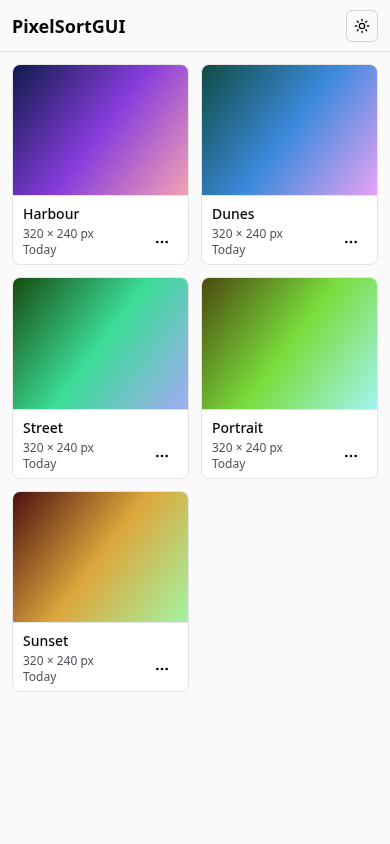 PixelSortGUI
Harbour
320 × 240 px
Today
Dunes
320 × 240 px
Today
Street
320 × 240 px
Today
Portrait
320 × 240 px
Today
Sunset
320 × 240 px
Today